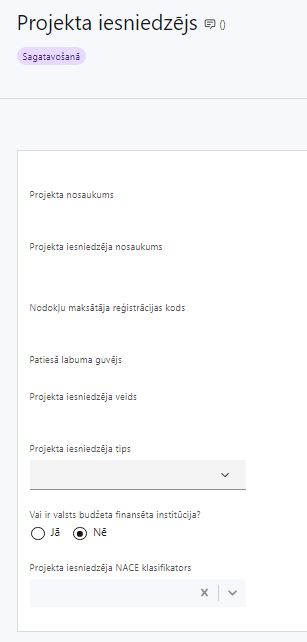 Projekta iesniedzējs ()
Sagatavošanā
Projekta nosaukums
Projekta iesniedzēja nosaukums
Nodokļu maksātāja reģistrācijas kods
Patiesā labuma guvējs
Projekta iesniedzēja veids
Projekta iesniedzēja tips
Vai ir valsts budžeta finansēta institūcija?
Jā Nē
Projekta iesniedzēja NACE klasifikators